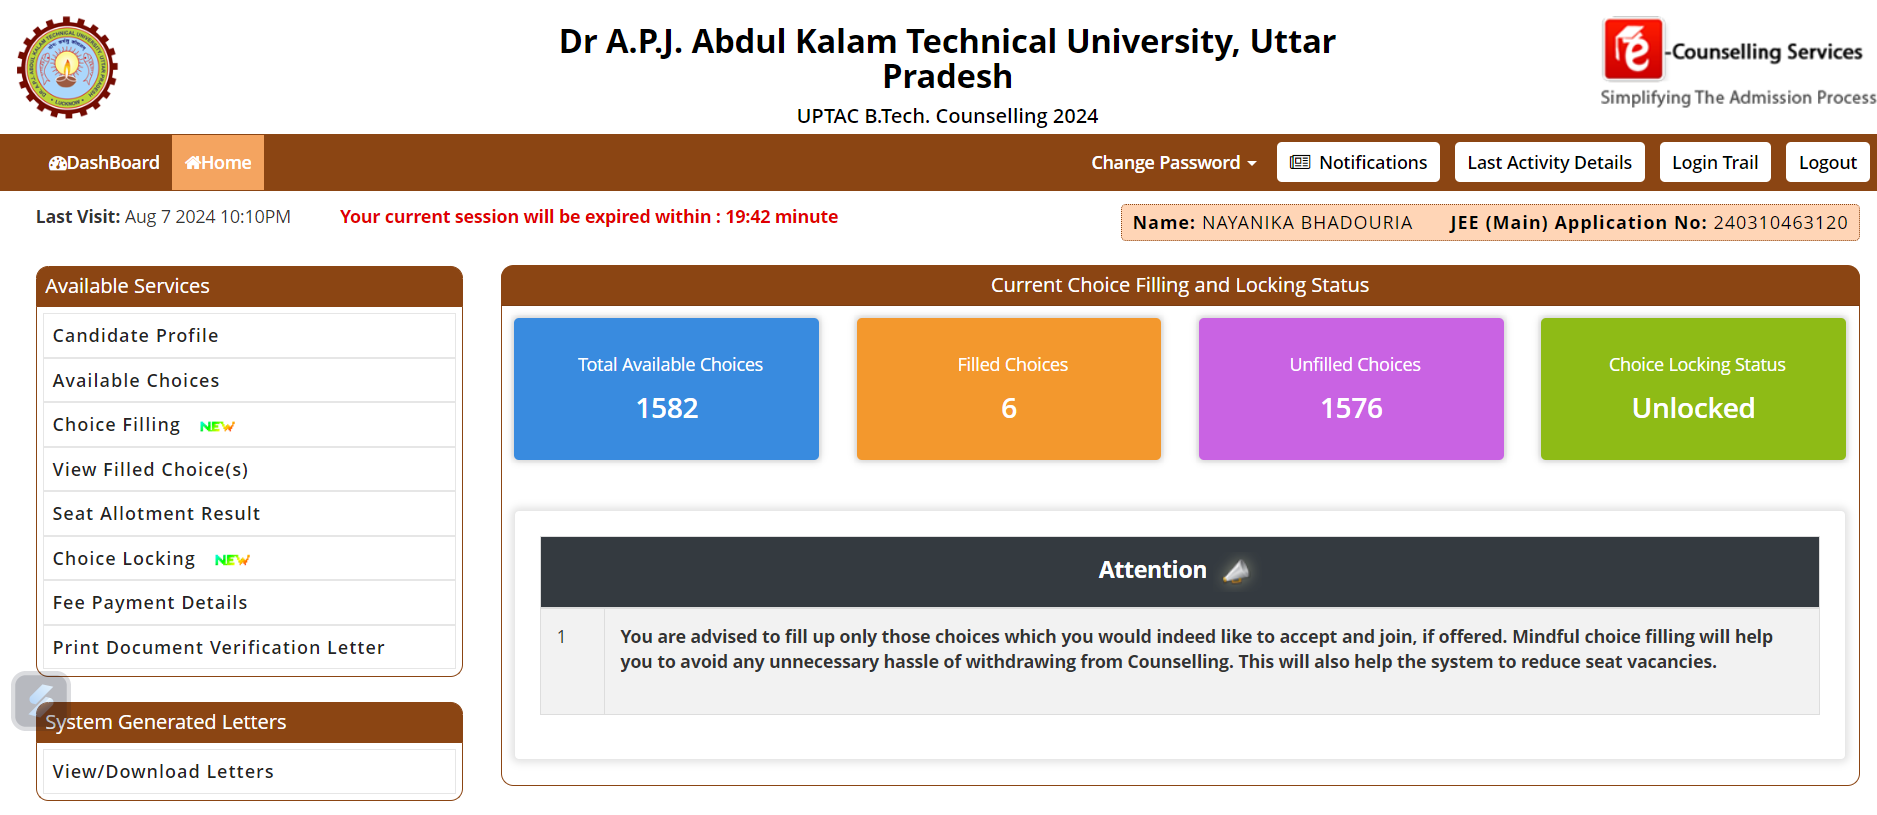 Dr A.P.J. Abdul Kalam Technical University, Uttar
Pradesh
UPTAC B.Tech. Counselling 2024
e-Counselling Services
Simplifying The Admission Process
DashBoard
Home
Change Password
Notifications
Last Activity Details
Login Trail
Logout
Last Visit: Aug 7 2024 10:10PM
Your current session will be expired within : 19:42 minute
Name: NAYANIKA BHADOURIA JEE (Main) Application No: 240310463120
Available Services
Candidate Profile
Available Choices
Choice Filling NEW
View Filled Choice(s)
Seat Allotment Result
Choice Locking NEW
Fee Payment Details
Print Document Verification Letter
System Generated Letters
View/Download Letters
Current Choice Filling and Locking Status
Total Available Choices
1582
Filled Choices
6
Unfilled Choices
1576
Choice Locking Status
Unlocked
Attention
1
You are advised to fill up only those choices which you would indeed like to accept and join, if offered. Mindful choice filling will help
you to avoid any unnecessary hassle of withdrawing from Counselling. This will also help the system to reduce seat vacancies.